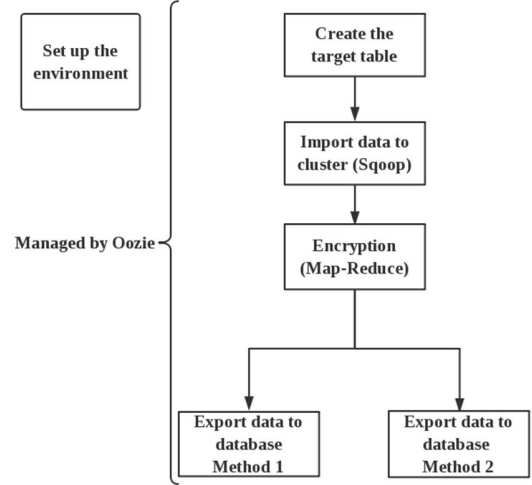 Set up the
environment
Create the
target table
Import data to
cluster (Sqoop)
Managed by Oozie
Encryption
(Map-Reduce)
Export data to
database
Method 1
Export data to
database
Method 2